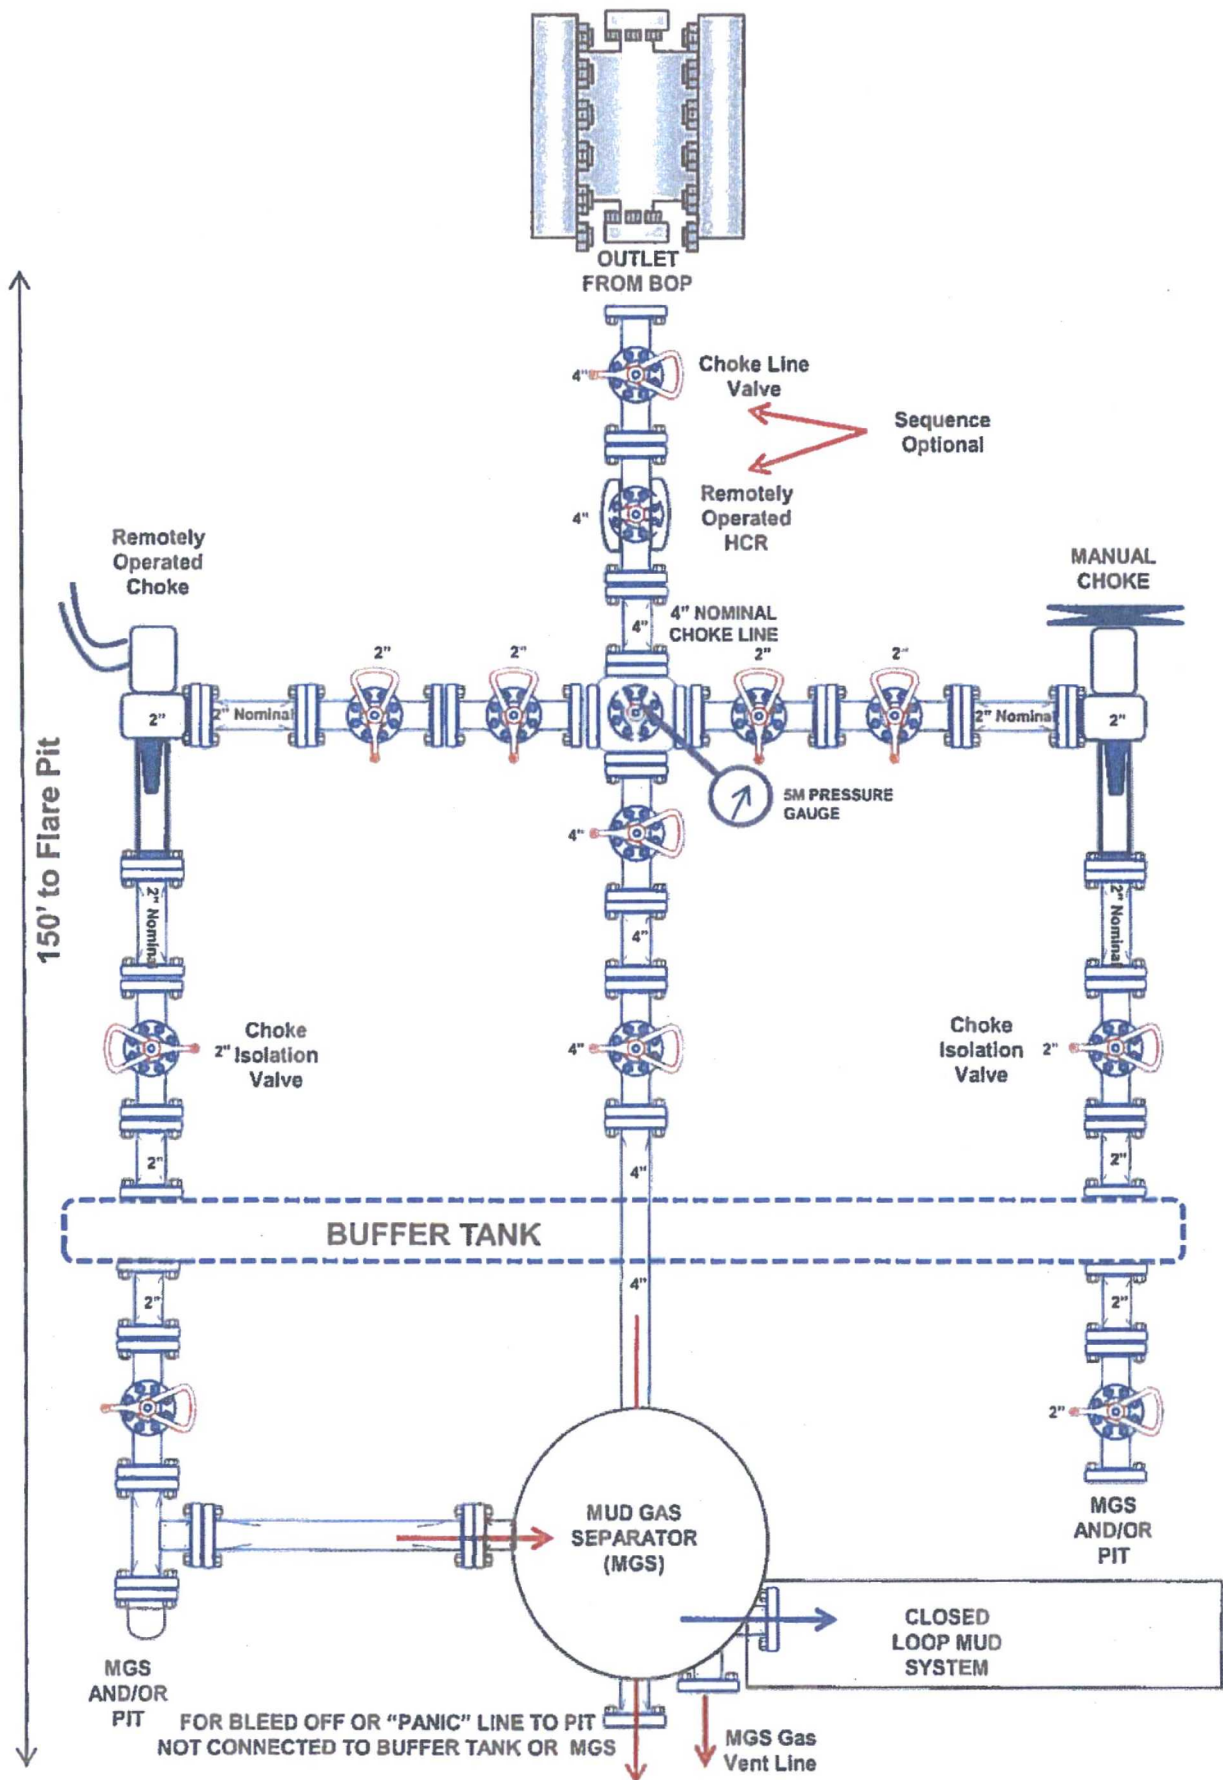 OUTLET
FROM BOP
4"
Choke Line
Valve
Sequence
Optional
4"
Remotely
Operated
HCR
Remotely
Operated
Choke
MANUAL
CHOKE
4"
4" NOMINAL
CHOKE LINE
2"
2"
2"
2"
2"
2" Nominal
2" Nominal
2"
5M PRESSURE
GAUGE
4"
150' to Flare Pit
2" Nominal
4"
2" Nominal
2"
Choke
Isolation
Valve
4"
Choke
Isolation
Valve
2"
2"
4"
2"
BUFFER TANK
2"
4"
2"
2"
MUD GAS
SEPARATOR
(MGS)
MGS
AND/OR
PIT
CLOSED
LOOP MUD
SYSTEM
MGS
AND/OR
PIT
FOR BLEED OFF OR "PANIC" LINE TO PIT
NOT CONNECTED TO BUFFER TANK OR MGS
MGS Gas
Vent Line